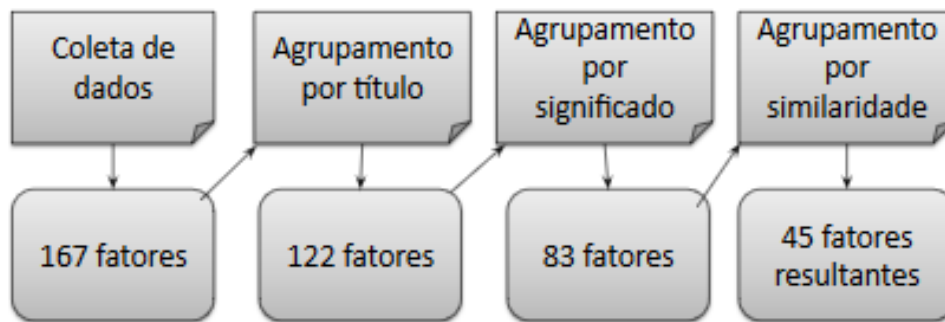 Coleta de
dados
Agrupamento
por título
Agrupamento
por
significado
Agrupamento
por
similaridade
167 fatores
122 fatores
83 fatores
45 fatores
resultantes